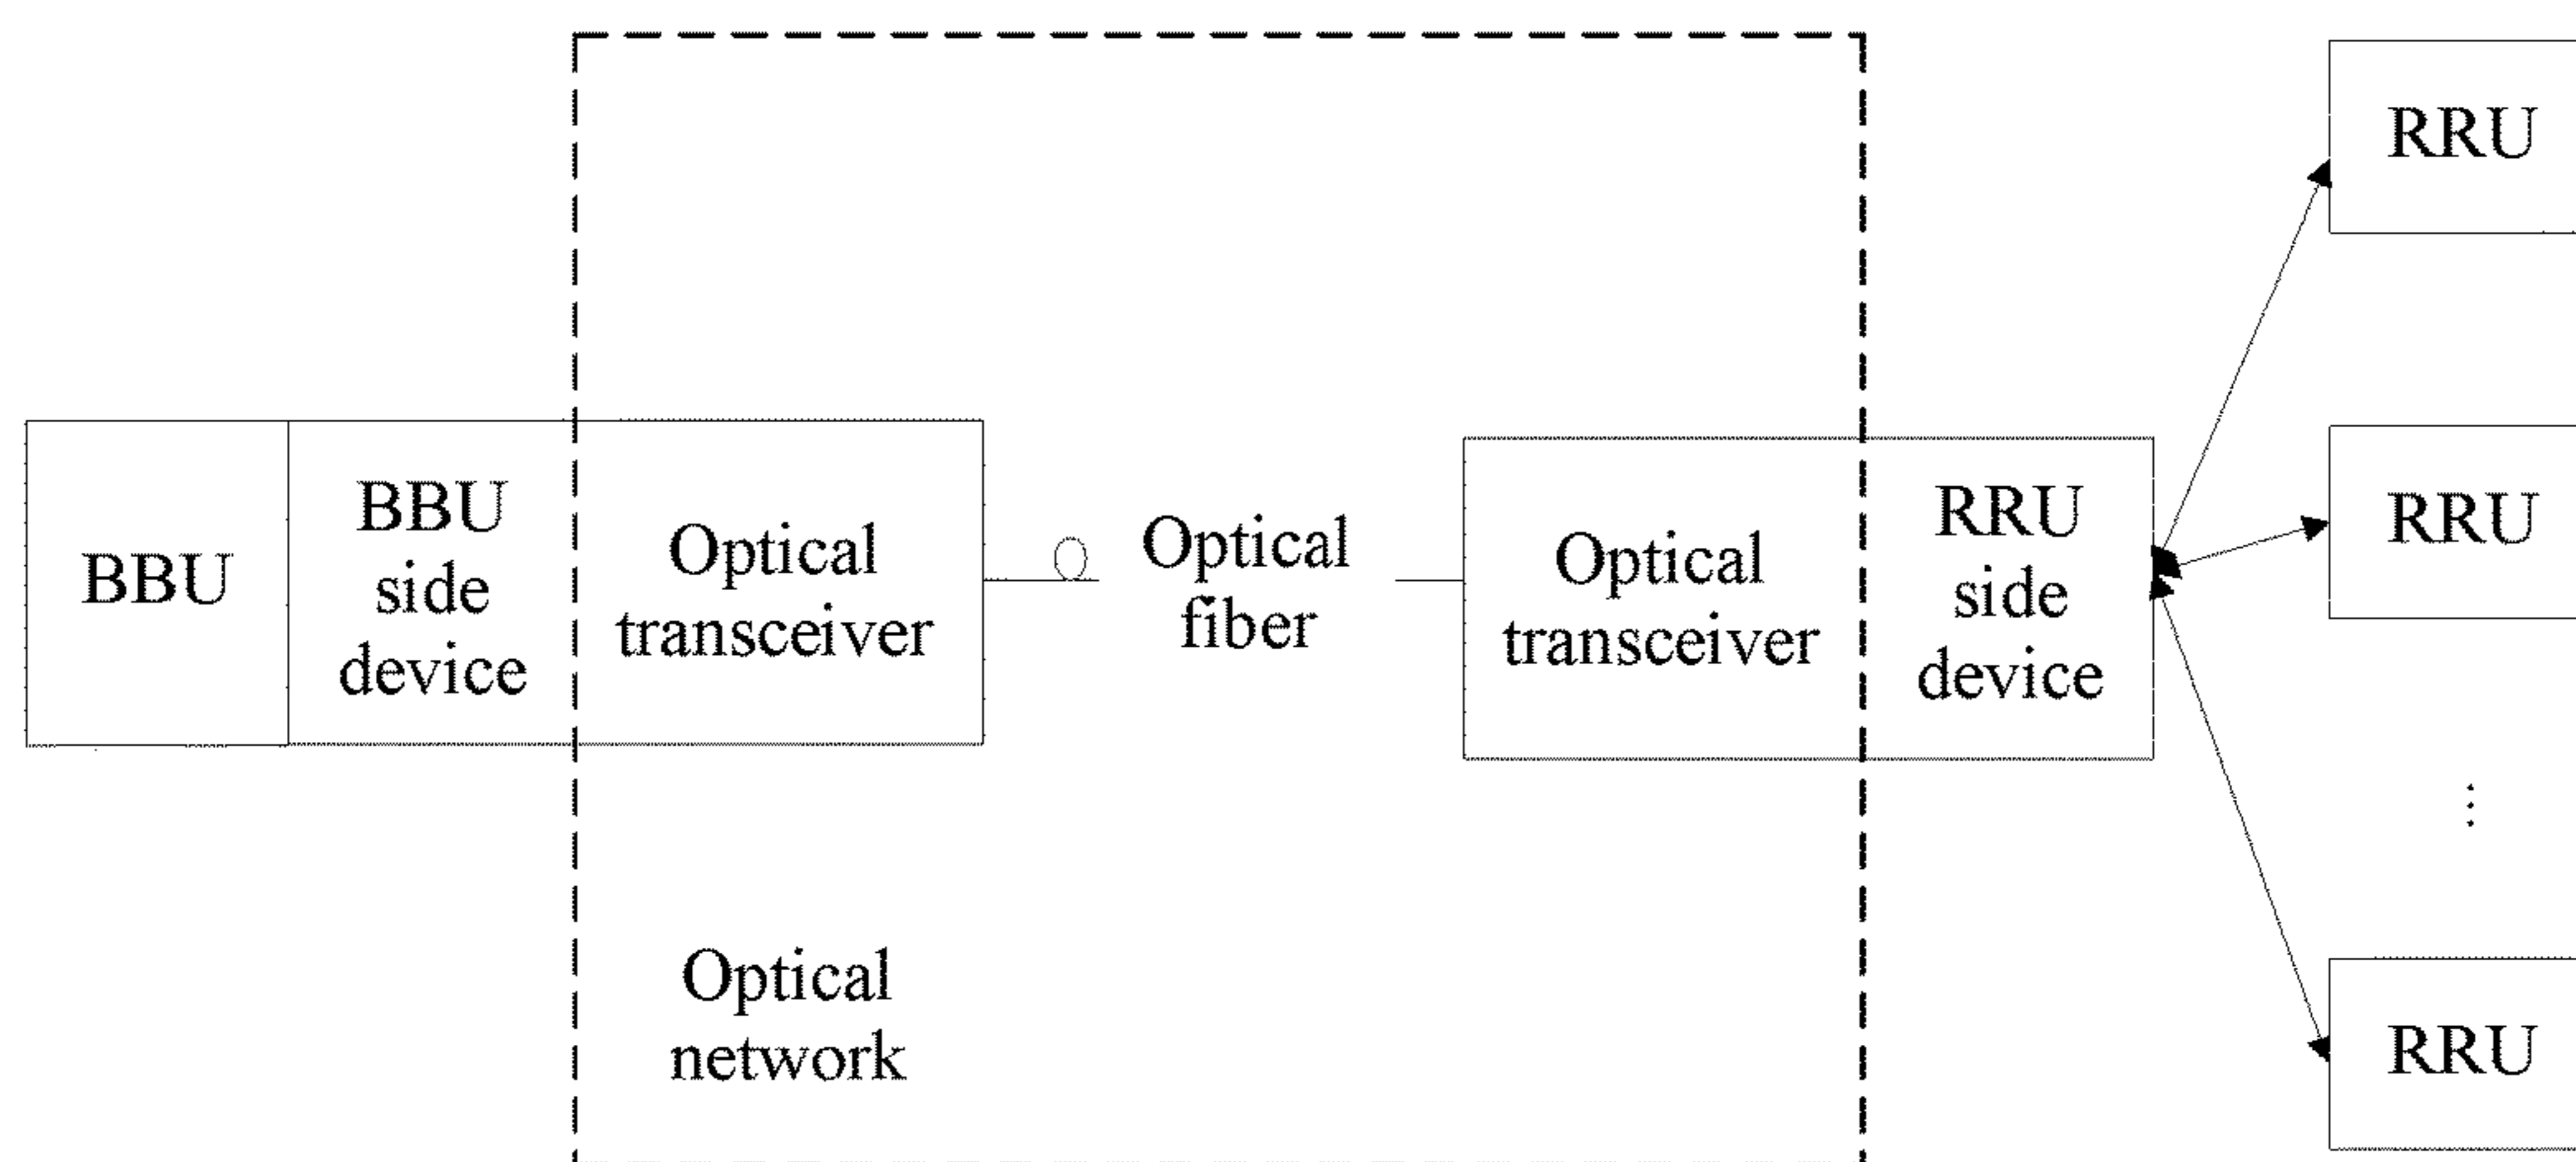 RRU
BBU
BBU
side
device
Optical
transceiver
Optical
fiber
Optical
transceiver
RRU
side
device
RRU
⋮
Optical
network
RRU